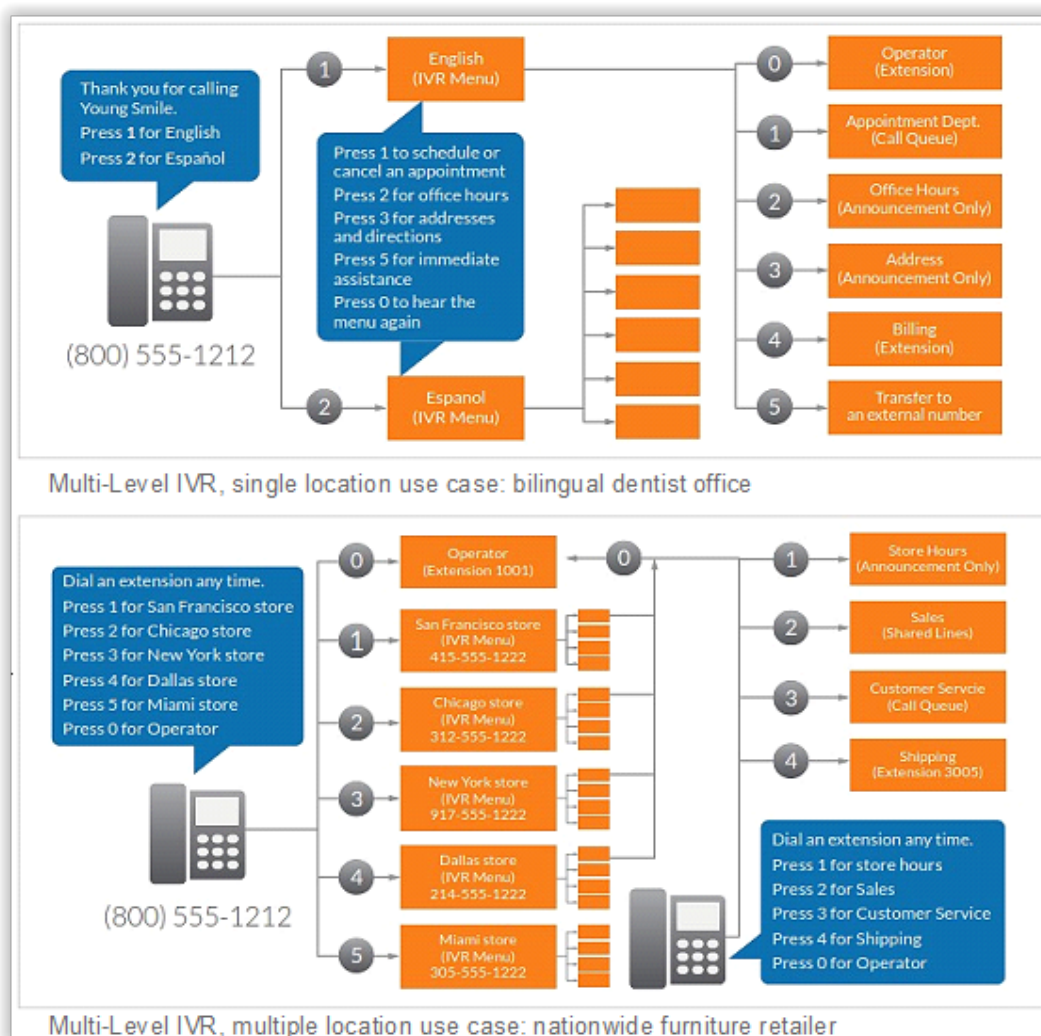 Thank you for calling
Young Smile.
Press 1 for English
Press 2 for Español
(800) 555-1212
1
English
(IVR Menu)
Press 1 to schedule or
cancel an appointment
Press 2 for office hours
Press 3 for addresses
and directions
Press 5 for immediate
assistance
Press 0 to hear the
menu again
2
Espanol
(IVR Menu)
0
Operator
(Extension)
1
Appointment Dept.
(Call Queue)
2
Office Hours
(Announcement Only)
3
Address
(Announcement Only)
4
Billing
(Extension)
5
Transfer to
an external number
Multi-Level IVR, single location use case: bilingual dentist office
Dial an extension any time.
Press 1 for San Francisco store
Press 2 for Chicago store
Press 3 for New York store
Press 4 for Dallas store
Press 5 for Miami store
Press 0 for Operator
(800) 555-1212
0
Operator
(Extension 1001)
1
San Francisco store
(IVR Menu)
415-555-1222
2
Chicago store
(IVR Menu)
312-555-1222
3
New York store
(IVR Menu)
917-555-1222
4
Dallas store
(IVR Menu)
214-555-1222
5
Miami store
(IVR Menu)
305-555-1222
0
1
Store Hours
(Announcement Only)
2
Sales
(Shared Lines)
3
Customer Servcie
(Call Queue)
4
Shipping
(Extension 3005)
Dial an extension any time.
Press 1 for store hours
Press 2 for Sales
Press 3 for Customer Service
Press 4 for Shipping
Press 0 for Operator
Multi-Level IVR, multiple location use case: nationwide furniture retailer